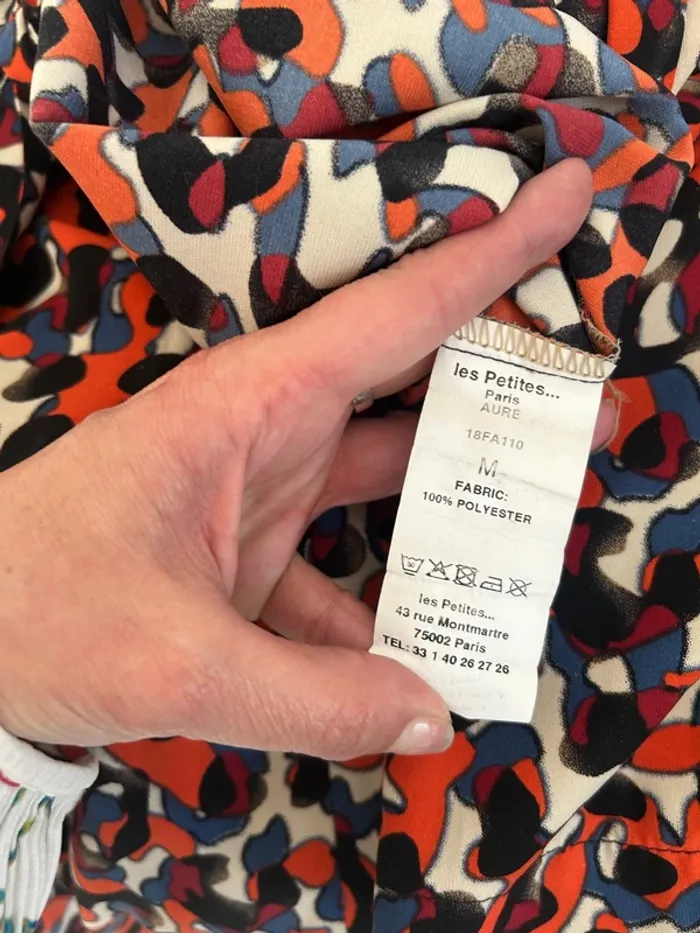 les Petites...
Paris
AURE
18FA110
M
FABRIC:
100% POLYESTER
30
les Petites...
43 rue Montmartre
75002 Paris
TEL: 33 1 40 26 27 26